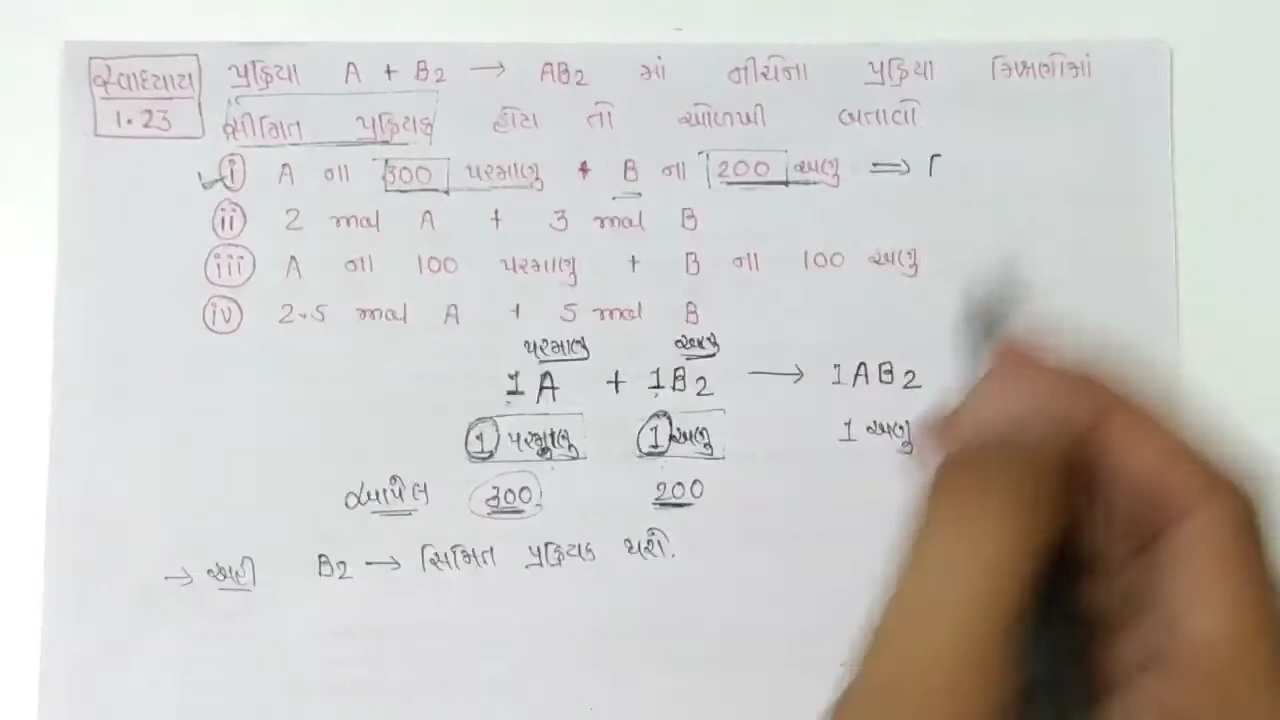 સ્વાધ્યાય 1.23 પ્રક્રિયા A + B2 → AB2 માં નીચેના પ્રક્રિયા મિશ્રણોમાં
સીમિત પ્રક્રિયક હોય તો ઓળખી બતાવો
(i) A ના 300 પરમાણુ + B ના 200 અણુ ⇒
(ii) 2 mol A + 3 mol B
(iii) A ના 100 પરમાણુ + B ના 100 અણુ
(iv) 2.5 mol A + 5 mol B
પરમાણુ અણુ
1A + 1B2 → 1AB2
1 પરમાણુ 1 અણુ 1 અણુ
આપેલ 300 200
→ અહી B2 → સિમિત પ્રક્રિયક થશે.